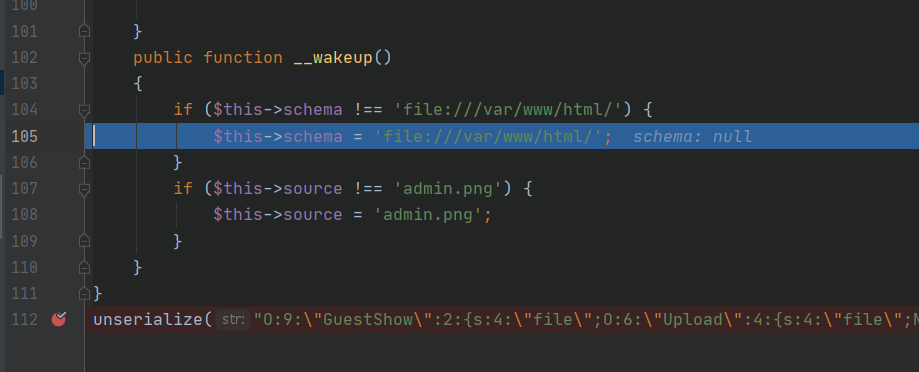 100
101 }
102 public function __wakeup()
103 {
104 if ($this->schema !== 'file:///var/www/html/') {
105 $this->schema = 'file:///var/www/html/'; schema: null
106 }
107 if ($this->source !== 'admin.png') {
108 $this->source = 'admin.png';
109 }
110 }
111 }
112 unserialize( str: "O:9:\"GuestShow\":2:{s:4:\"file\";O:6:\"Upload\":4:{s:4:\"file\";N